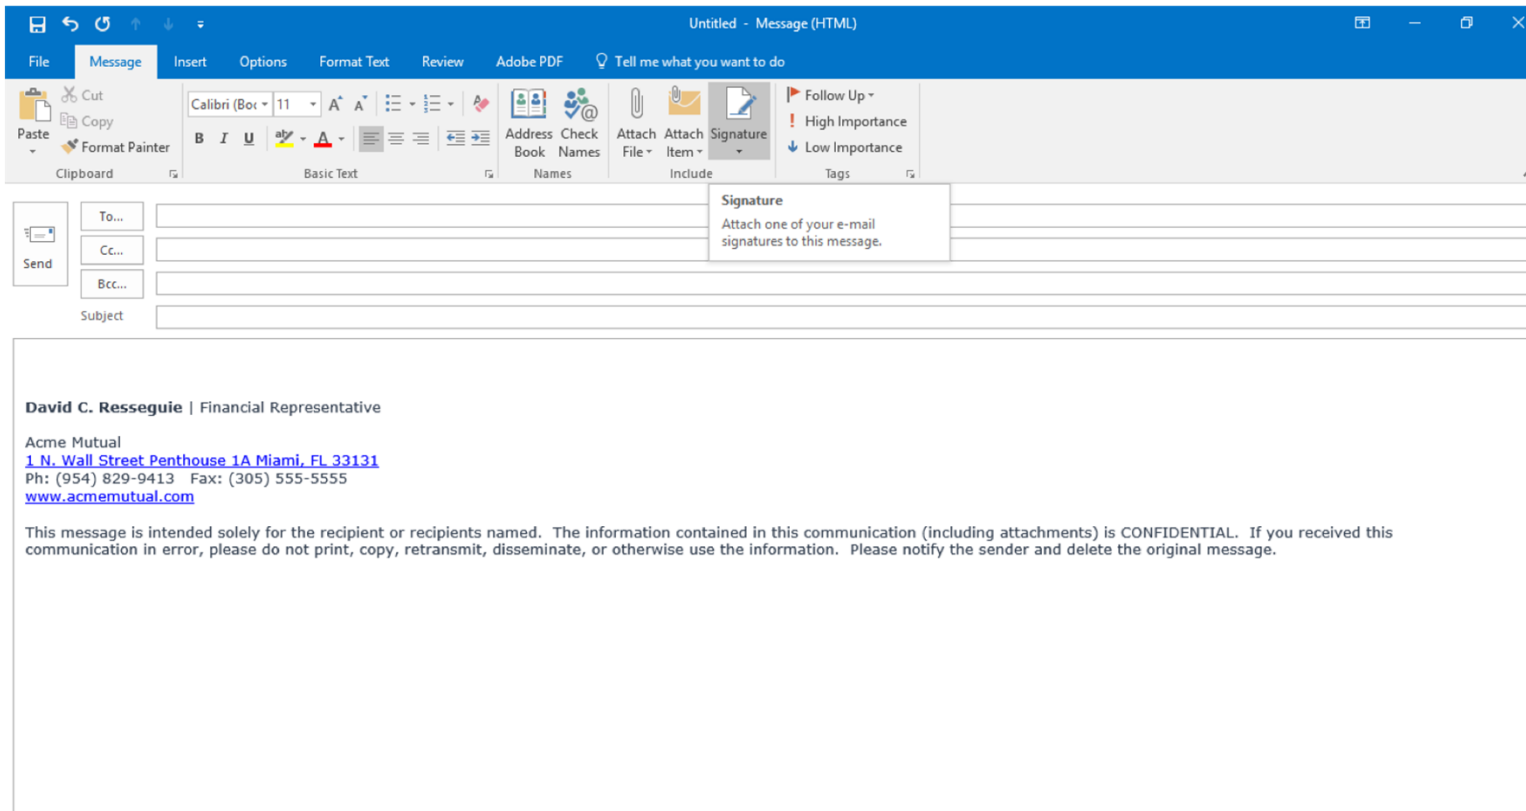 Untitled - Message (HTML)
File Message Insert Options Format Text Review Adobe PDF Tell me what you want to do
Cut
Copy
Format Painter
Paste
Clipboard
Calibri (Boc 11
B I U
Basic Text
Address Book
Check Names
Names
Attach File
Attach Item
Signature
Include
Follow Up
High Importance
Low Importance
Tags
Signature
Attach one of your e-mail
signatures to this message.
Send
To...
Cc...
Bcc...
Subject
David C. Resseguie | Financial Representative
Acme Mutual
1 N. Wall Street Penthouse 1A Miami, FL 33131
Ph: (954) 829-9413 Fax: (305) 555-5555
www.acmemutual.com
This message is intended solely for the recipient or recipients named. The information contained in this communication (including attachments) is CONFIDENTIAL. If you received this
communication in error, please do not print, copy, retransmit, disseminate, or otherwise use the information. Please notify the sender and delete the original message.